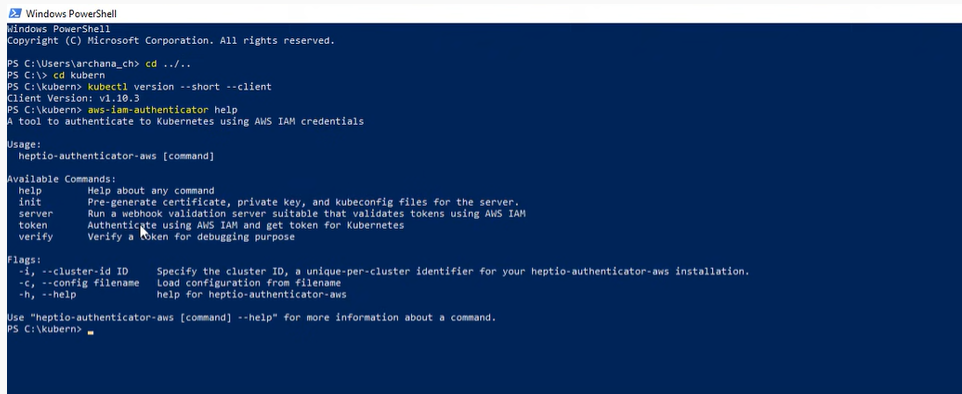 Windows PowerShell
Windows PowerShell
Copyright (C) Microsoft Corporation. All rights reserved.
PS C:\Users\archana_ch> cd ../..
PS C:\> cd kubern
PS C:\kubern> kubectl version --short --client
Client Version: v1.10.3
PS C:\kubern> aws-iam-authenticator help
A tool to authenticate to Kubernetes using AWS IAM credentials
Usage:
heptio-authenticator-aws [command]
Available Commands:
help Help about any command
init Pre-generate certificate, private key, and kubeconfig files for the server.
server Run a webhook validation server suitable that validates tokens using AWS IAM
token Authenticate using AWS IAM and get token for Kubernetes
verify Verify a token for debugging purpose
Flags:
-i, --cluster-id ID Specify the cluster ID, a unique-per-cluster identifier for your heptio-authenticator-aws installation.
-c, --config filename Load configuration from filename
-h, --help help for heptio-authenticator-aws
Use "heptio-authenticator-aws [command] --help" for more information about a command.
PS C:\kubern>